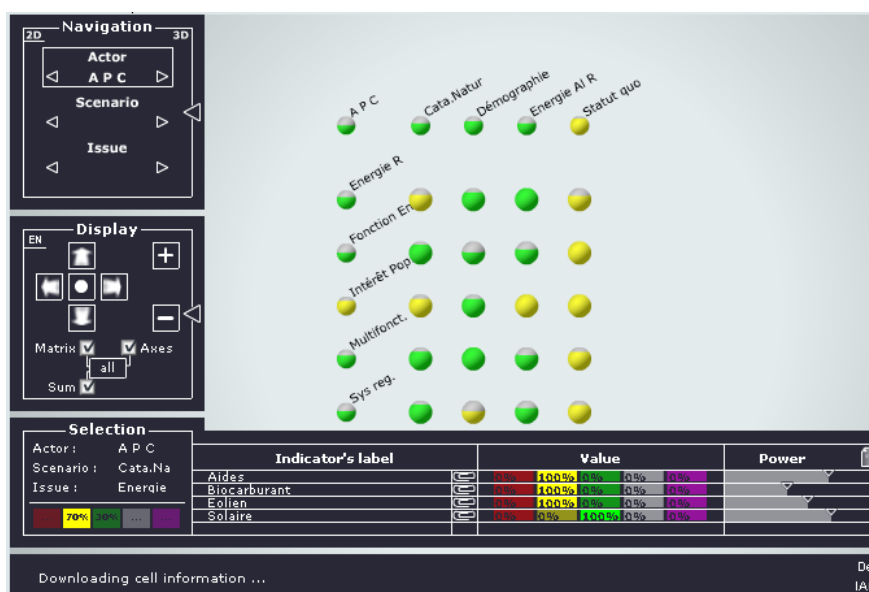 Navigation
2D
3D
Actor
A P C
Scenario
Issue
A P C
Cata.Natur
Démographie
Energie Al R
Statut quo
Energie R
Fonction En
Intérêt Pop
Multifonct.
Sys reg.
Display
EN
Matrix
Axes
all
Sum
Selection
Actor : A P C
Scenario : Cata.Na
Issue : Energie
70% 30% ... ...
Indicator's label Value Power
Aides 0% 100% 0% 0% 0%
Biocarburant 0% 100% 0% 0% 0%
Eolien 0% 100% 0% 0% 0%
Solaire 0% 0% 100% 0% 0%
Downloading cell information ...